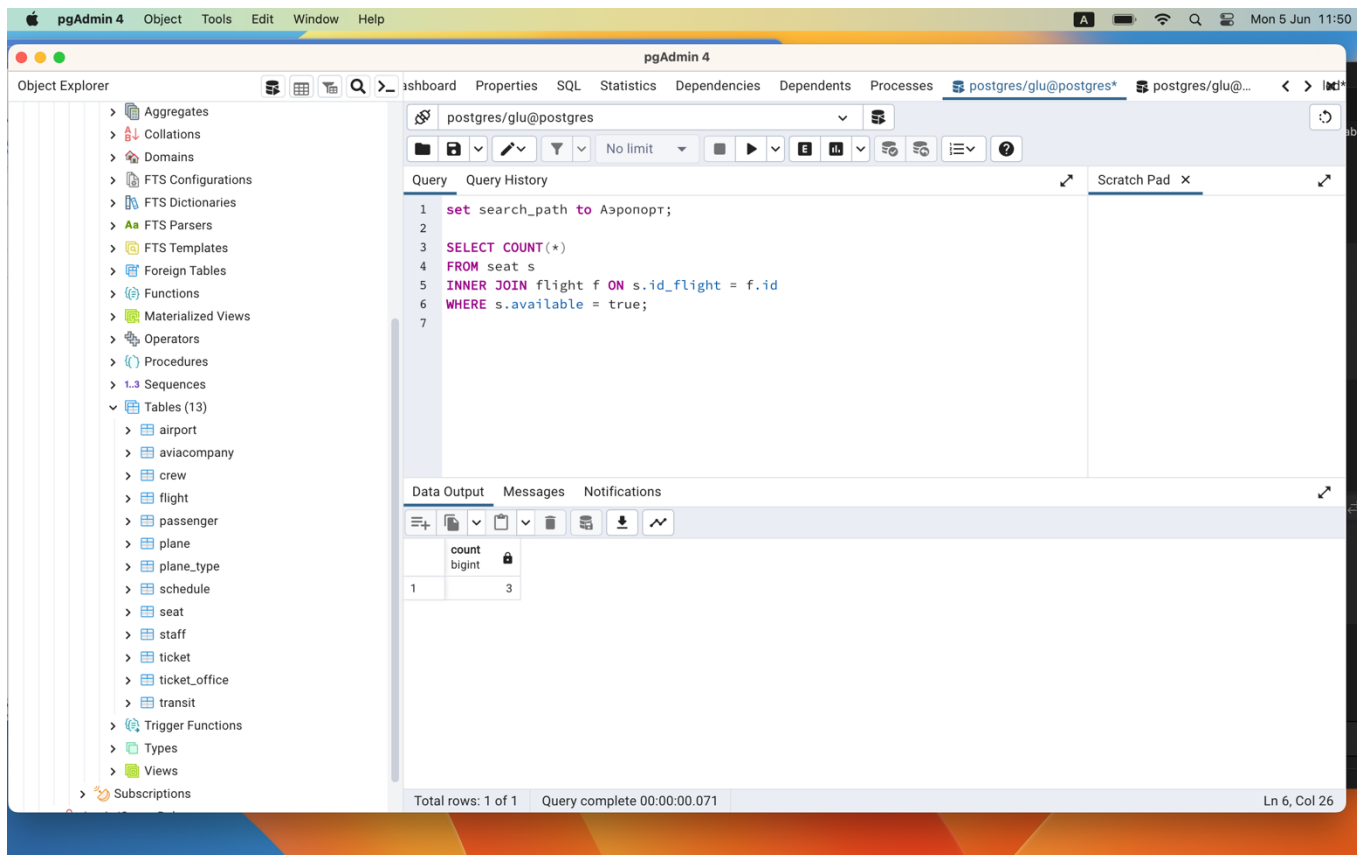 pgAdmin 4 Object Tools Edit Window Help A Mon 5 Jun 11:50
pgAdmin 4
Object Explorer
Aggregates
Collations
Domains
FTS Configurations
FTS Dictionaries
Aa FTS Parsers
FTS Templates
Foreign Tables
Functions
Materialized Views
Operators
Procedures
1..3 Sequences
Tables (13)
airport
aviacompany
crew
flight
passenger
plane
plane_type
schedule
seat
staff
ticket
ticket_office
transit
Trigger Functions
Types
Views
Subscriptions
ashboard Properties SQL Statistics Dependencies Dependents Processes postgres/glu@postgres* postgres/glu@...
postgres/glu@postgres
No limit E
Query Query History
Scratch Pad
1 set search_path to Аэропорт;
2
3 SELECT COUNT(*)
4 FROM seat s
5 INNER JOIN flight f ON s.id_flight = f.id
6 WHERE s.available = true;
7
Data Output Messages Notifications
count
bigint
1 3
Total rows: 1 of 1 Query complete 00:00:00.071 Ln 6, Col 26